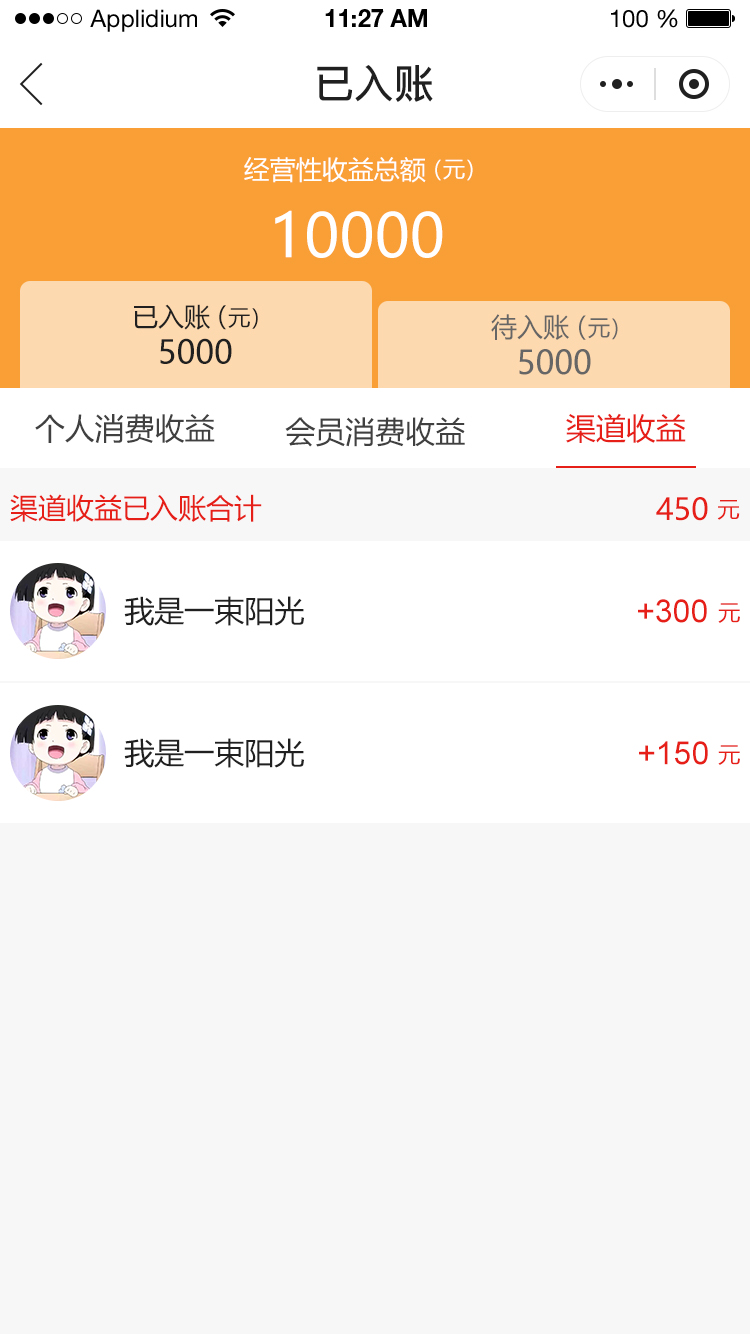 Applidium 11:27 AM 100 %
已入账
经营性收益总额(元)
10000
已入账(元)
5000
待入账(元)
5000
个人消费收益 会员消费收益 渠道收益
渠道收益已入账合计 450 元
我是一束阳光 +300 元
我是一束阳光 +150 元